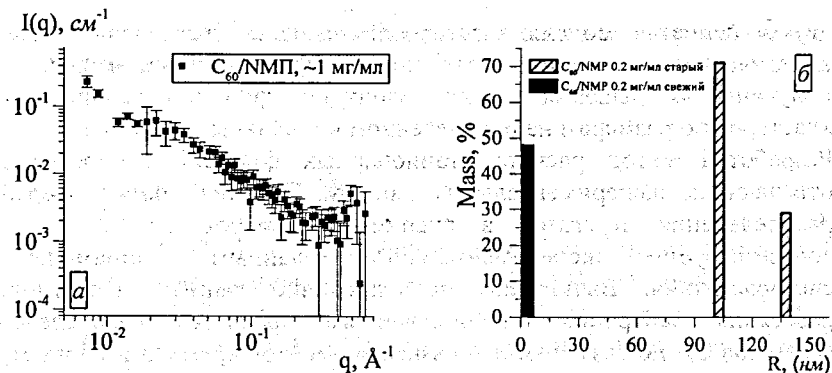 I(q), см⁻¹
C₆₀/NМП, ~1 мг/мл
10⁻¹
10⁻²
10⁻³
10⁻⁴
а
10⁻²
10⁻¹
q, Å⁻¹
C₆₀/NMP 0.2 мг/мл старый
C₆₀/NMP 0.2 мг/мл свежий
б
Mass, %
70
60
50
40
30
20
10
0
0
30
60
90
120
150
R, (нм)